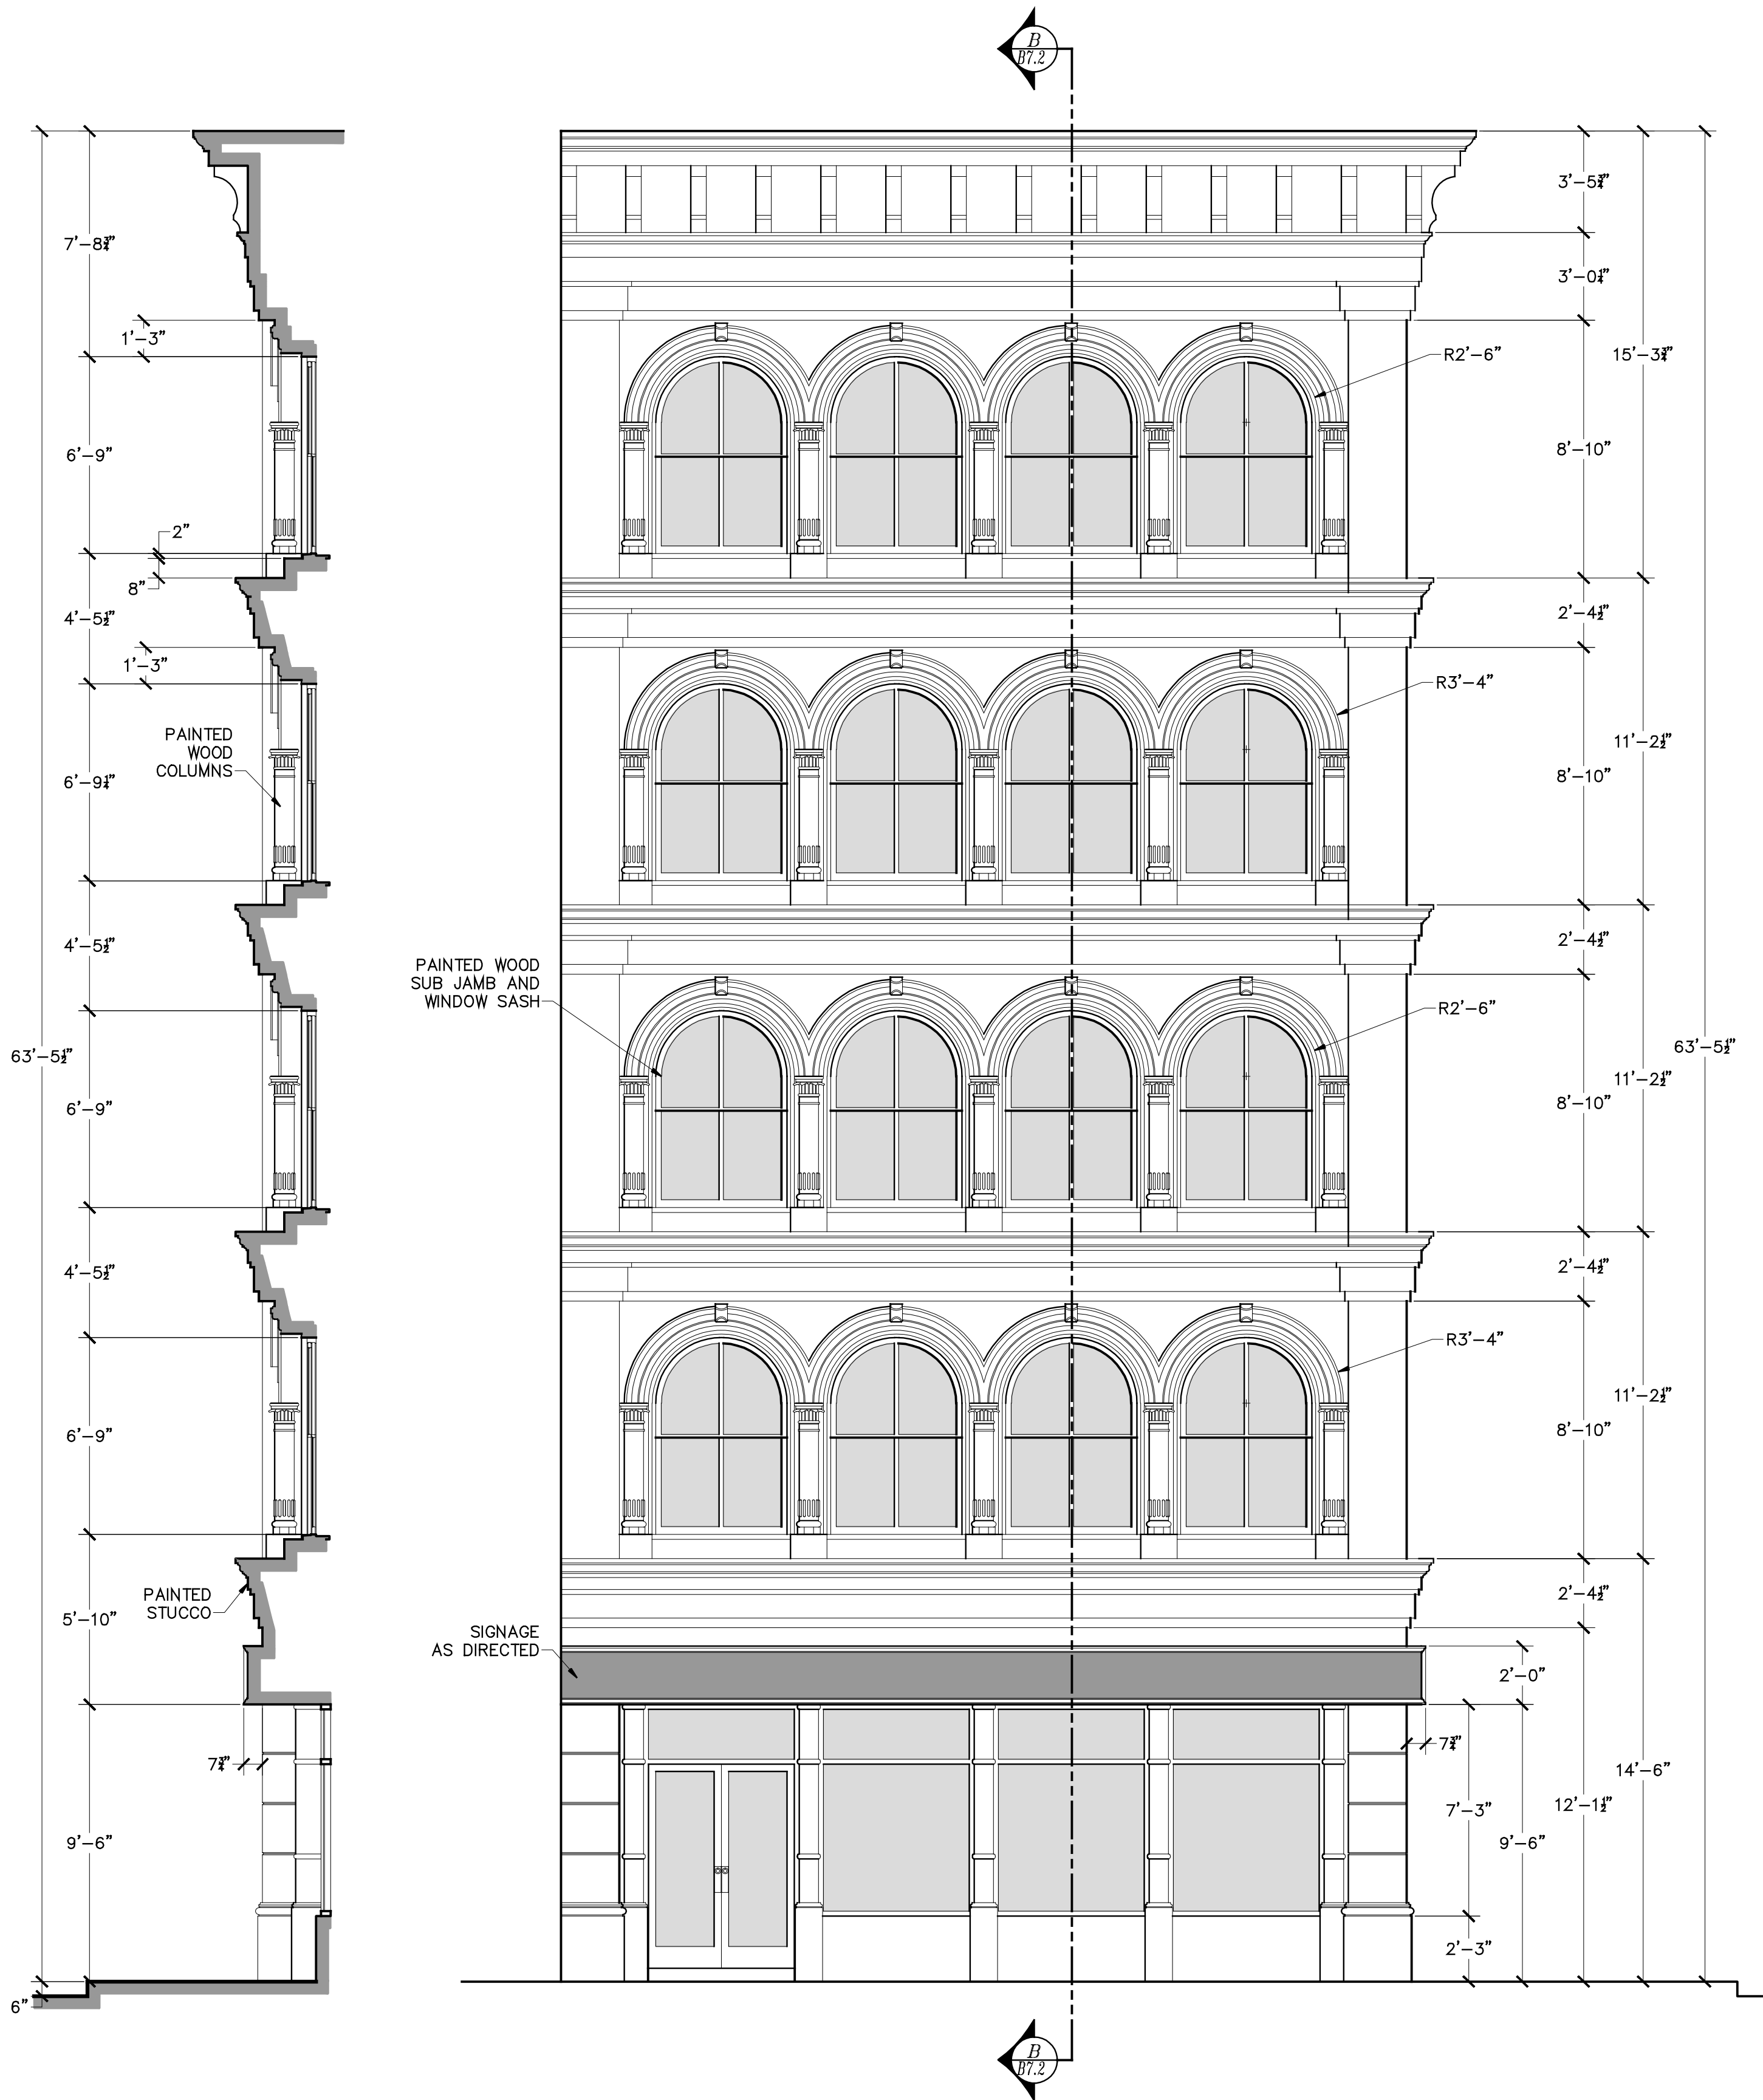 B
B7.2
3'-5¾"
7'-8¾"
3'-0¼"
1'-3"
15'-3¾"
R2'-6"
8'-10"
6'-9"
2"
8"
4'-5½"
2'-4½"
1'-3"
R3'-4"
PAINTED
WOOD
COLUMNS
11'-2½"
8'-10"
6'-9¼"
4'-5½"
2'-4½"
PAINTED WOOD
SUB JAMB AND
WINDOW SASH
R2'-6"
63'-5½"
63'-5½"
11'-2½"
8'-10"
6'-9"
4'-5½"
2'-4½"
R3'-4"
11'-2½"
8'-10"
6'-9"
PAINTED
STUCCO
2'-4½"
5'-10"
SIGNAGE
AS DIRECTED
2'-0"
7¾"
7¾"
14'-6"
12'-1½"
7'-3"
9'-6"
9'-6"
2'-3"
6"
B
B7.2